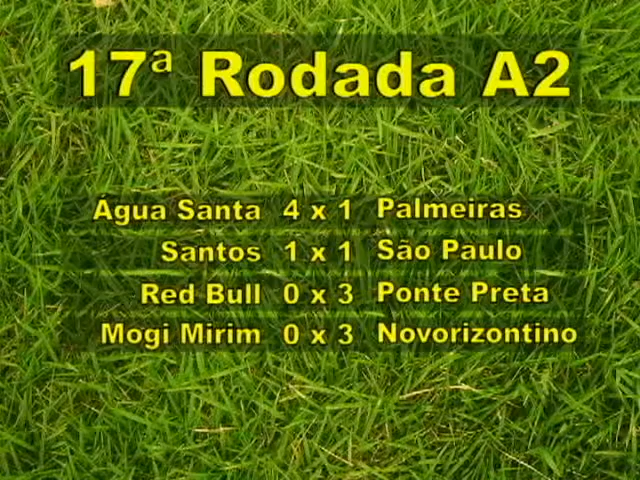 17ª Rodada A2
Água Santa 4 x 1 Palmeiras
Santos 1 x 1 São Paulo
Red Bull 0 x 3 Ponte Preta
Mogi Mirim 0 x 3 Novorizontino